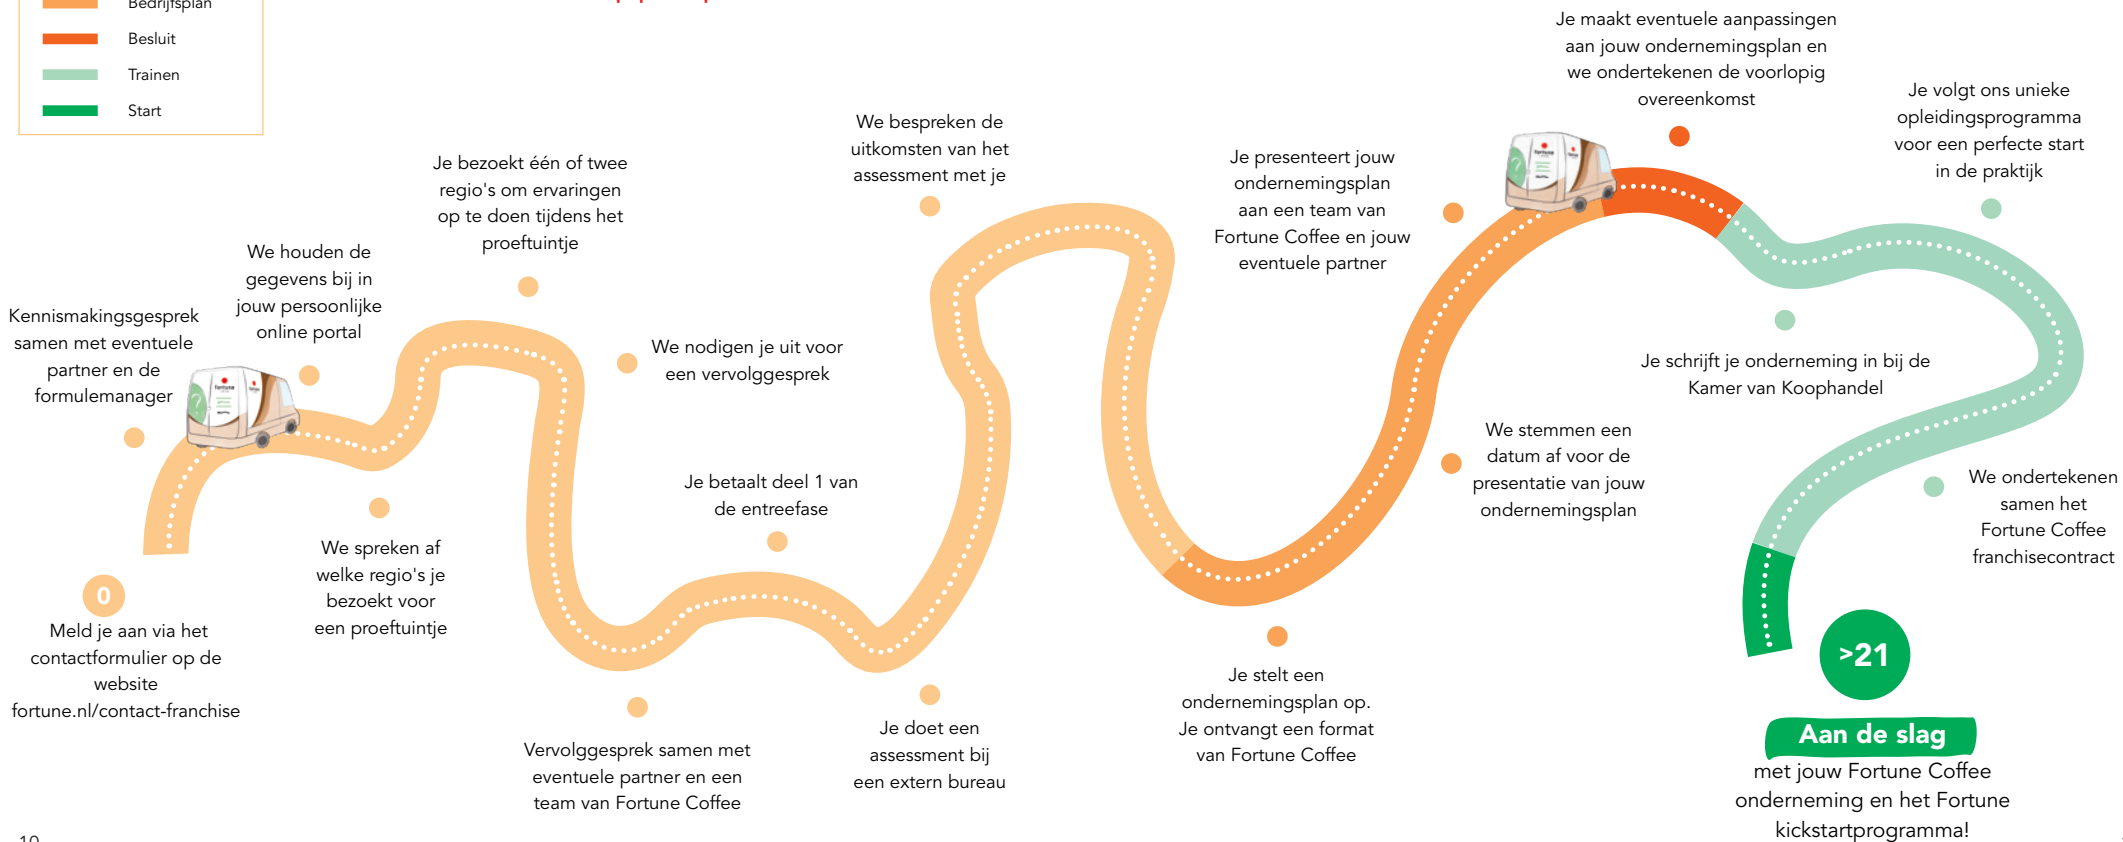 Bedrijfsplan
Besluit
Trainen
Start
0
Meld je aan via het
contactformulier op de
website
fortune.nl/contact-franchise
Kennismakingsgesprek
samen met eventuele
partner en de
formulemanager
We houden de
gegevens bij in
jouw persoonlijke
online portal
We spreken af
welke regio's je
bezoekt voor
een proeftuintje
Je bezoekt één of twee
regio's om ervaringen
op te doen tijdens het
proeftuintje
We nodigen je uit voor
een vervolggesprek
Vervolggesprek samen met
eventuele partner en een
team van Fortune Coffee
Je betaalt deel 1 van
de entreefase
Je doet een
assessment bij
een extern bureau
We bespreken de
uitkomsten van het
assessment met je
Je stelt een
ondernemingsplan op.
Je ontvangt een format
van Fortune Coffee
We stemmen een
datum af voor de
presentatie van jouw
ondernemingsplan
Je presenteert jouw
ondernemingsplan
aan een team van
Fortune Coffee en jouw
eventuele partner
Je maakt eventuele aanpassingen
aan jouw ondernemingsplan en
we ondertekenen de voorlopig
overeenkomst
Je schrijft je onderneming in bij de
Kamer van Koophandel
Je volgt ons unieke
opleidingsprogramma
voor een perfecte start
in de praktijk
We ondertekenen
samen het
Fortune Coffee
franchisecontract
>21
Aan de slag
met jouw Fortune Coffee
onderneming en het Fortune
kickstartprogramma!
10